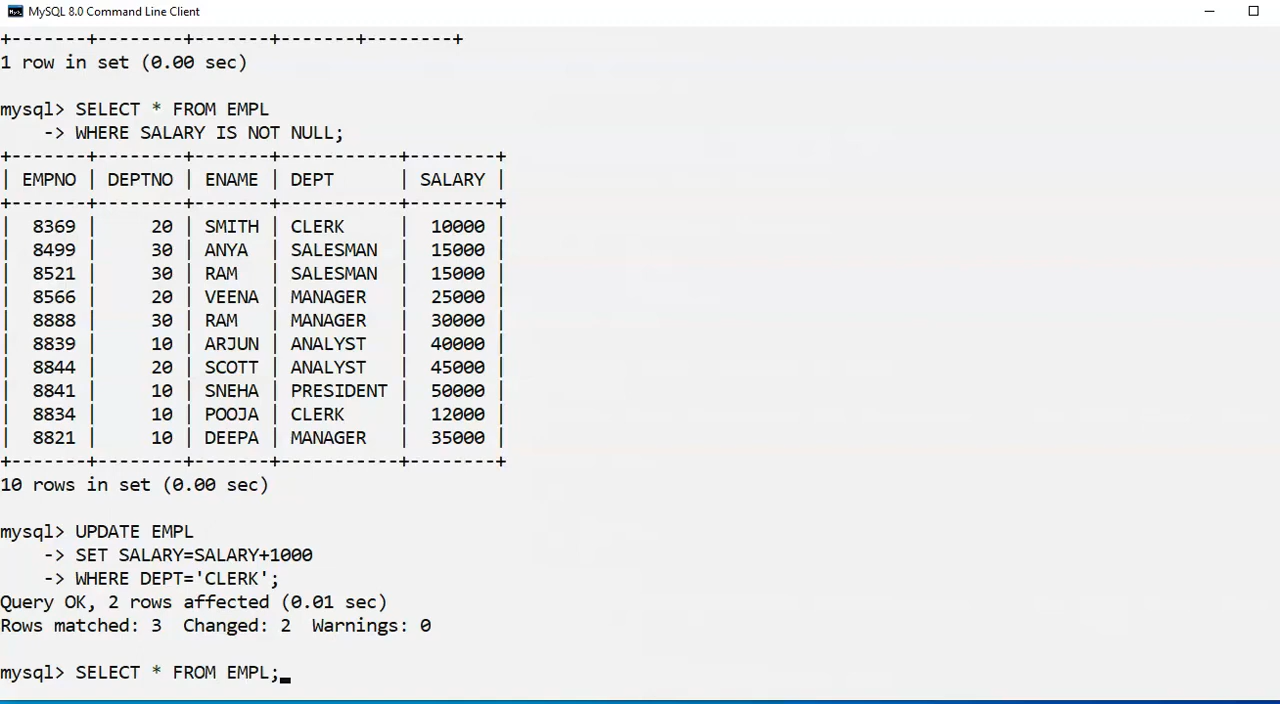 MySQL 8.0 Command Line Client
+-------+--------+-------+-------+--------+
1 row in set (0.00 sec)
mysql> SELECT * FROM EMPL
    -> WHERE SALARY IS NOT NULL;
+-------+--------+-------+-----------+--------+
| EMPNO | DEPTNO | ENAME | DEPT      | SALARY |
+-------+--------+-------+-----------+--------+
|  8369 |     20 | SMITH | CLERK     |  10000 |
|  8499 |     30 | ANYA  | SALESMAN  |  15000 |
|  8521 |     30 | RAM   | SALESMAN  |  15000 |
|  8566 |     20 | VEENA | MANAGER   |  25000 |
|  8888 |     30 | RAM   | MANAGER   |  30000 |
|  8839 |     10 | ARJUN | ANALYST   |  40000 |
|  8844 |     20 | SCOTT | ANALYST   |  45000 |
|  8841 |     10 | SNEHA | PRESIDENT |  50000 |
|  8834 |     10 | POOJA | CLERK     |  12000 |
|  8821 |     10 | DEEPA | MANAGER   |  35000 |
+-------+--------+-------+-----------+--------+
10 rows in set (0.00 sec)
mysql> UPDATE EMPL
    -> SET SALARY=SALARY+1000
    -> WHERE DEPT='CLERK';
Query OK, 2 rows affected (0.01 sec)
Rows matched: 3  Changed: 2  Warnings: 0
mysql> SELECT * FROM EMPL;